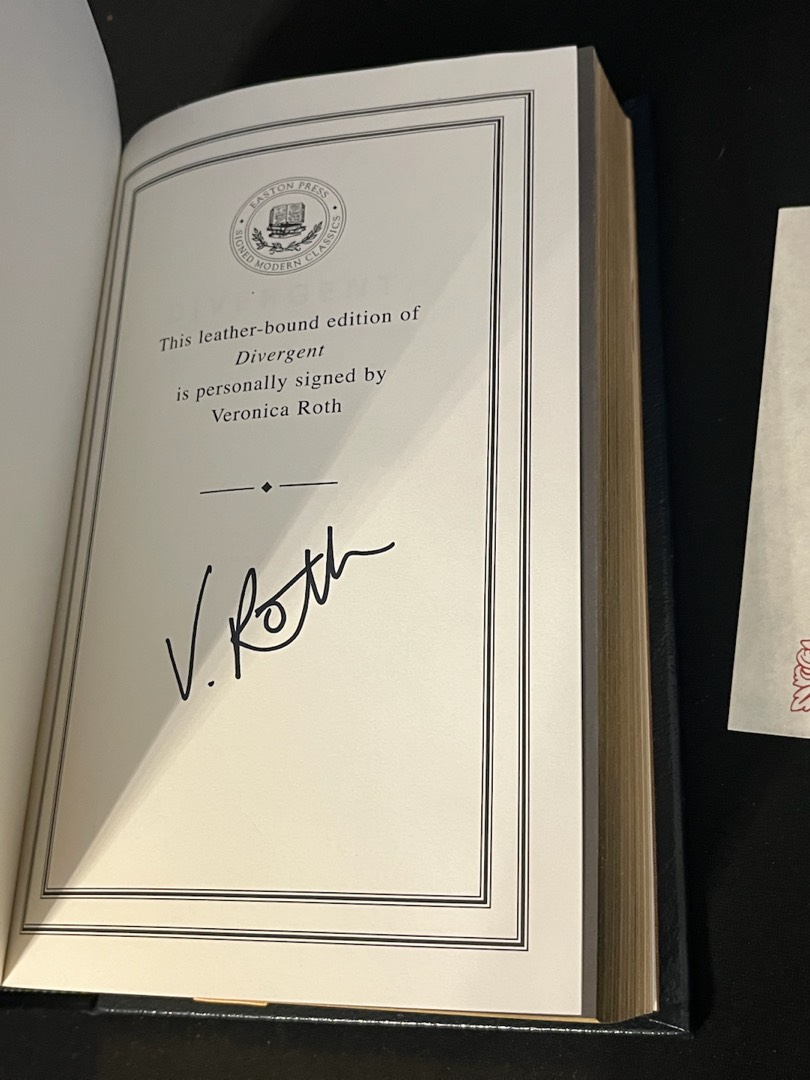 EASTON PRESS
SIGNED MODERN CLASSICS
This leather-bound edition of
Divergent
is personally signed by
Veronica Roth
V. Roth